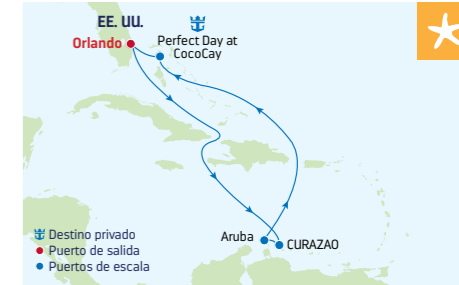 EE. UU.
Orlando
Perfect Day at
CocoCay
Aruba
CURAZAO
Destino privado
Puerto de salida
Puertos de escala